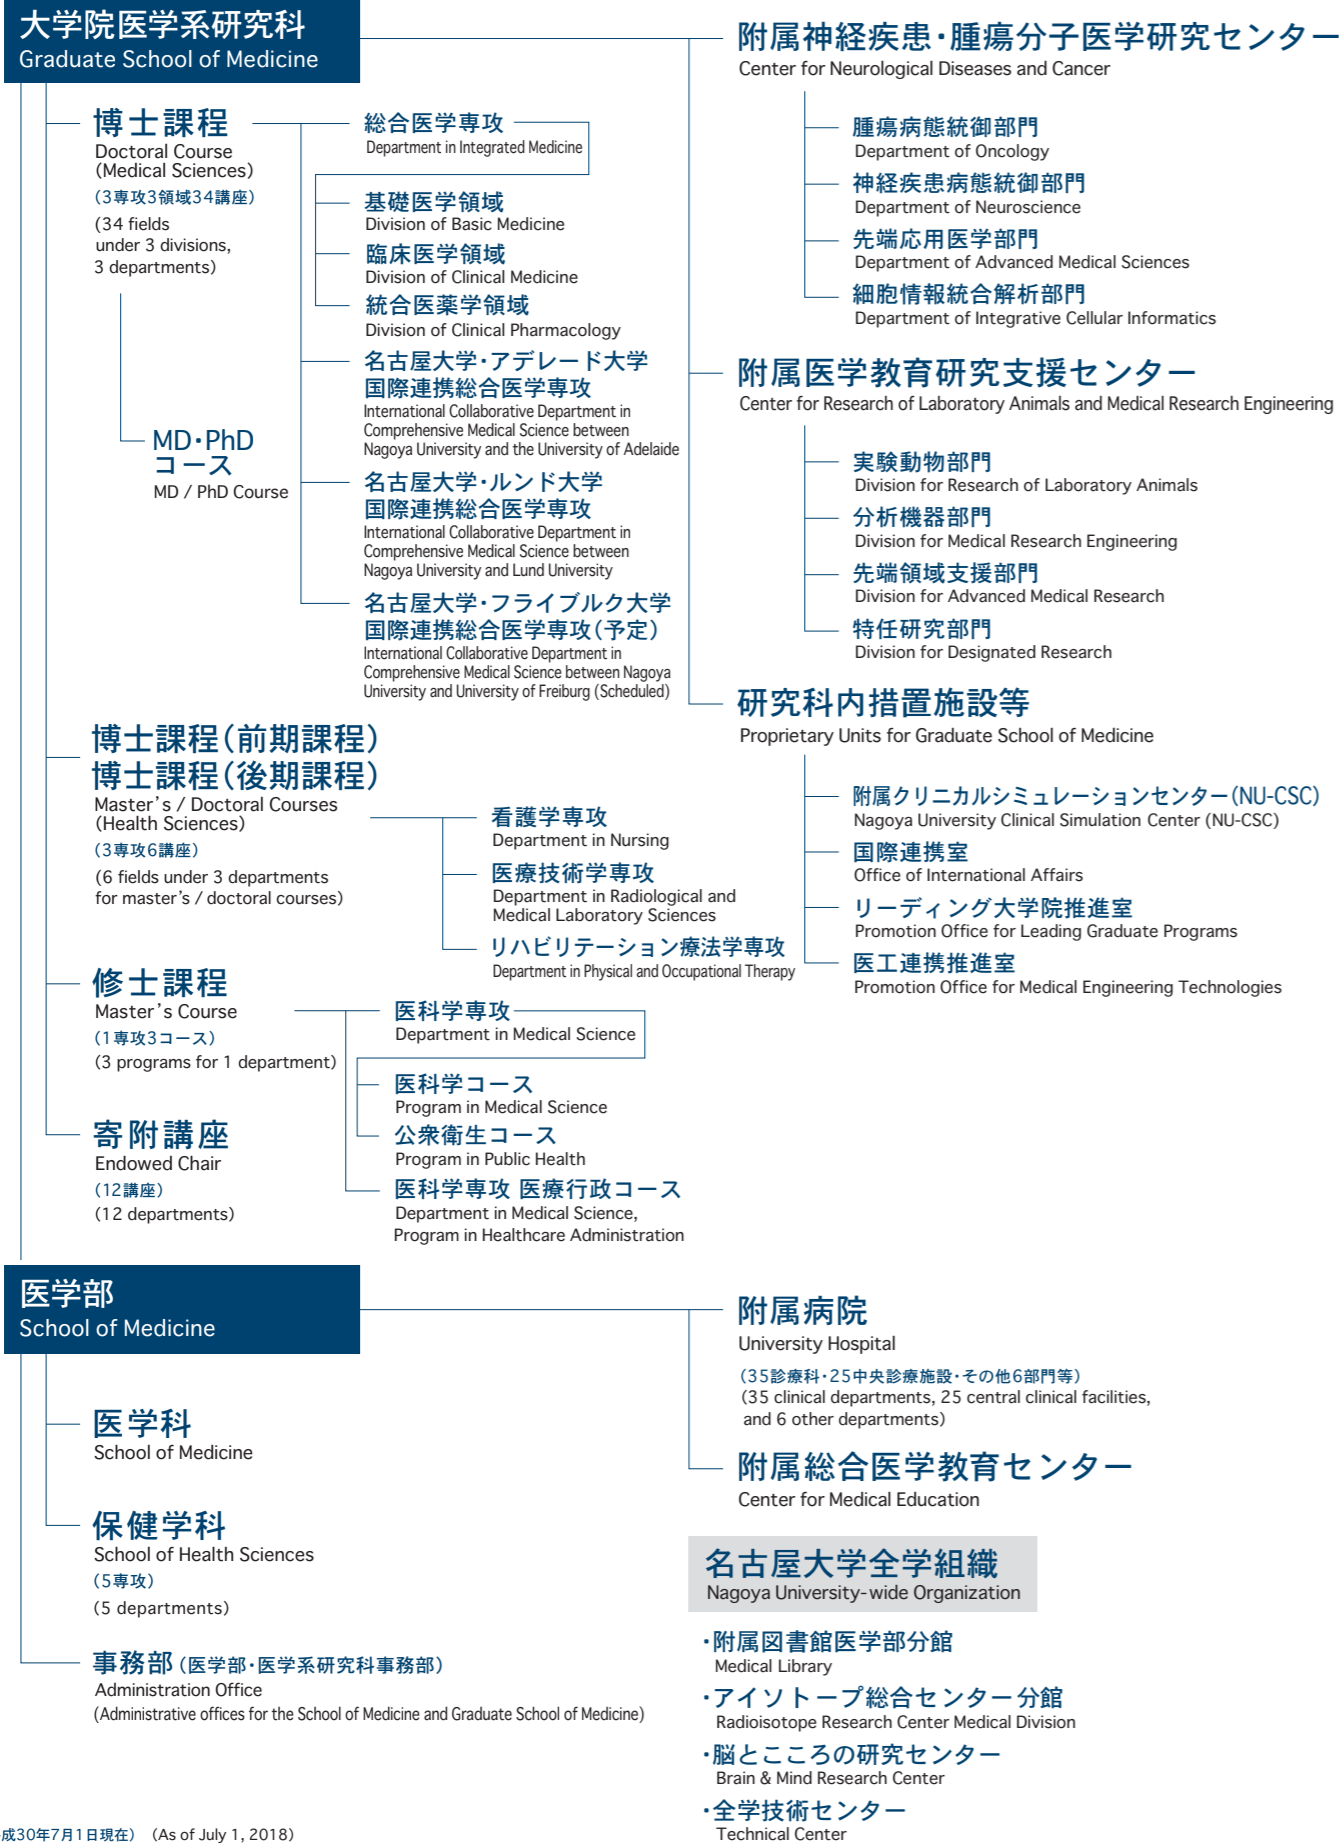 大学院医学系研究科
Graduate School of Medicine
博士課程
Doctoral Course
(Medical Sciences)
(3専攻3領域34講座)
(34 fields
under 3 divisions,
3 departments)
MD・PhD
コース
MD / PhD Course
総合医学専攻
Department in Integrated Medicine
基礎医学領域
Division of Basic Medicine
臨床医学領域
Division of Clinical Medicine
統合医薬学領域
Division of Clinical Pharmacology
名古屋大学・アデレード大学
国際連携総合医学専攻
International Collaborative Department in
Comprehensive Medical Science between
Nagoya University and the University of Adelaide
名古屋大学・ルンド大学
国際連携総合医学専攻
International Collaborative Department in
Comprehensive Medical Science between
Nagoya University and Lund University
名古屋大学・フライブルク大学
国際連携総合医学専攻(予定)
International Collaborative Department in
Comprehensive Medical Science between Nagoya
University and University of Freiburg (Scheduled)
博士課程(前期課程)
博士課程(後期課程)
Master's / Doctoral Courses
(Health Sciences)
(3専攻6講座)
(6 fields under 3 departments
for master's / doctoral courses)
看護学専攻
Department in Nursing
医療技術学専攻
Department in Radiological and
Medical Laboratory Sciences
リハビリテーション療法学専攻
Department in Physical and Occupational Therapy
修士課程
Master's Course
(1専攻3コース)
(3 programs for 1 department)
医科学専攻
Department in Medical Science
医科学コース
Program in Medical Science
公衆衛生コース
Program in Public Health
医科学専攻 医療行政コース
Department in Medical Science,
Program in Healthcare Administration
寄附講座
Endowed Chair
(12講座)
(12 departments)
附属神経疾患・腫瘍分子医学研究センター
Center for Neurological Diseases and Cancer
腫瘍病態統御部門
Department of Oncology
神経疾患病態統御部門
Department of Neuroscience
先端応用医学部門
Department of Advanced Medical Sciences
細胞情報統合解析部門
Department of Integrative Cellular Informatics
附属医学教育研究支援センター
Center for Research of Laboratory Animals and Medical Research Engineering
実験動物部門
Division for Research of Laboratory Animals
分析機器部門
Division for Medical Research Engineering
先端領域支援部門
Division for Advanced Medical Research
特任研究部門
Division for Designated Research
研究科内措置施設等
Proprietary Units for Graduate School of Medicine
附属クリニカルシミュレーションセンター(NU-CSC)
Nagoya University Clinical Simulation Center (NU-CSC)
国際連携室
Office of International Affairs
リーディング大学院推進室
Promotion Office for Leading Graduate Programs
医工連携推進室
Promotion Office for Medical Engineering Technologies
医学部
School of Medicine
医学科
School of Medicine
保健学科
School of Health Sciences
(5専攻)
(5 departments)
事務部(医学部・医学系研究科事務部)
Administration Office
(Administrative offices for the School of Medicine and Graduate School of Medicine)
附属病院
University Hospital
(35診療科・25中央診療施設・その他6部門等)
(35 clinical departments, 25 central clinical facilities,
and 6 other departments)
附属総合医学教育センター
Center for Medical Education
名古屋大学全学組織
Nagoya University-wide Organization
・附属図書館医学部分館
Medical Library
・アイソトープ総合センター分館
Radioisotope Research Center Medical Division
・脳とこころの研究センター
Brain & Mind Research Center
・全学技術センター
Technical Center
成30年7月1日現在) (As of July 1, 2018)